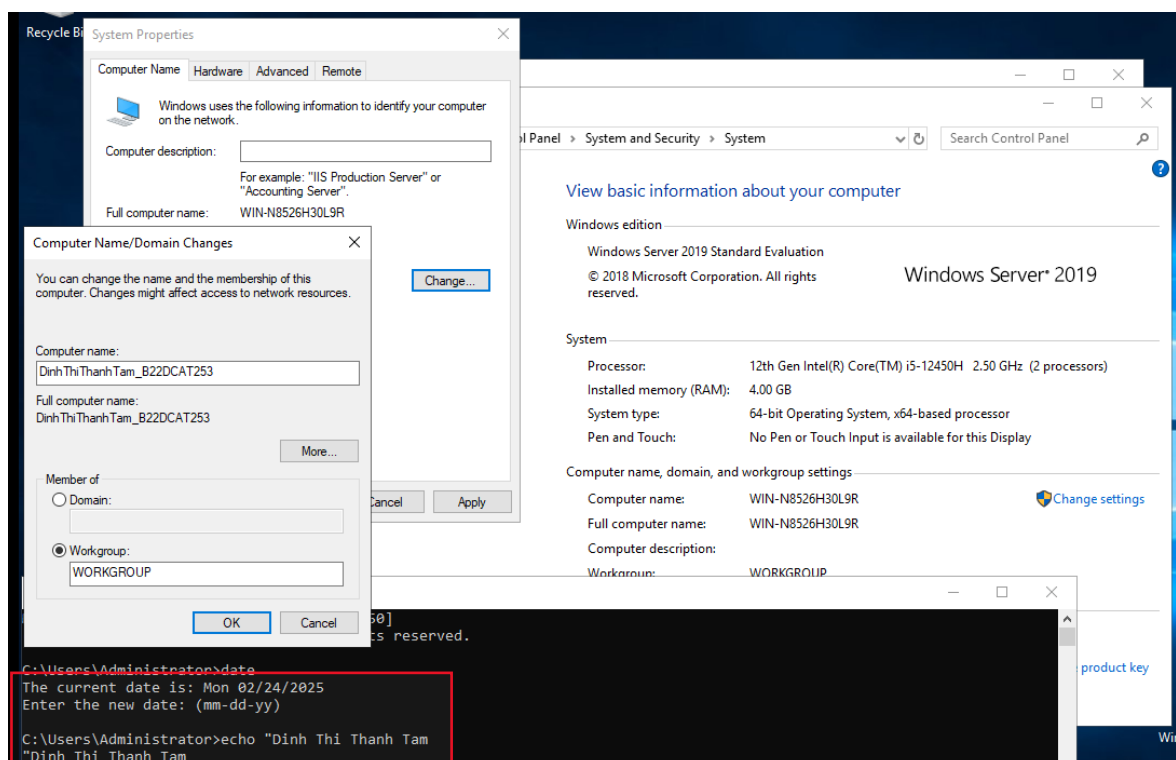 Recycle Bi
System Properties
Computer Name Hardware Advanced Remote
Windows uses the following information to identify your computer
on the network.
Computer description:
For example: "IIS Production Server" or
"Accounting Server".
Full computer name: WIN-N8526H30L9R
Change...
Cancel Apply
Computer Name/Domain Changes
You can change the name and the membership of this
computer. Changes might affect access to network resources.
Computer name:
DinhThiThanhTam_B22DCAT253
Full computer name:
DinhThiThanhTam_B22DCAT253
More...
Member of
Domain:
Workgroup:
WORKGROUP
OK Cancel
ol Panel > System and Security > System
Search Control Panel
?
View basic information about your computer
Windows edition
Windows Server 2019 Standard Evaluation
© 2018 Microsoft Corporation. All rights
reserved.
Windows Server 2019
System
Processor: 12th Gen Intel(R) Core(TM) i5-12450H 2.50 GHz (2 processors)
Installed memory (RAM): 4.00 GB
System type: 64-bit Operating System, x64-based processor
Pen and Touch: No Pen or Touch Input is available for this Display
Computer name, domain, and workgroup settings
Computer name: WIN-N8526H30L9R
Change settings
Full computer name: WIN-N8526H30L9R
Computer description:
Workgroup: WORKGROUP
product key
50]
ts reserved.
C:\Users\Administrator>date
The current date is: Mon 02/24/2025
Enter the new date: (mm-dd-yy)
C:\Users\Administrator>echo "Dinh Thi Thanh Tam
"Dinh Thi Thanh Tam
Wi